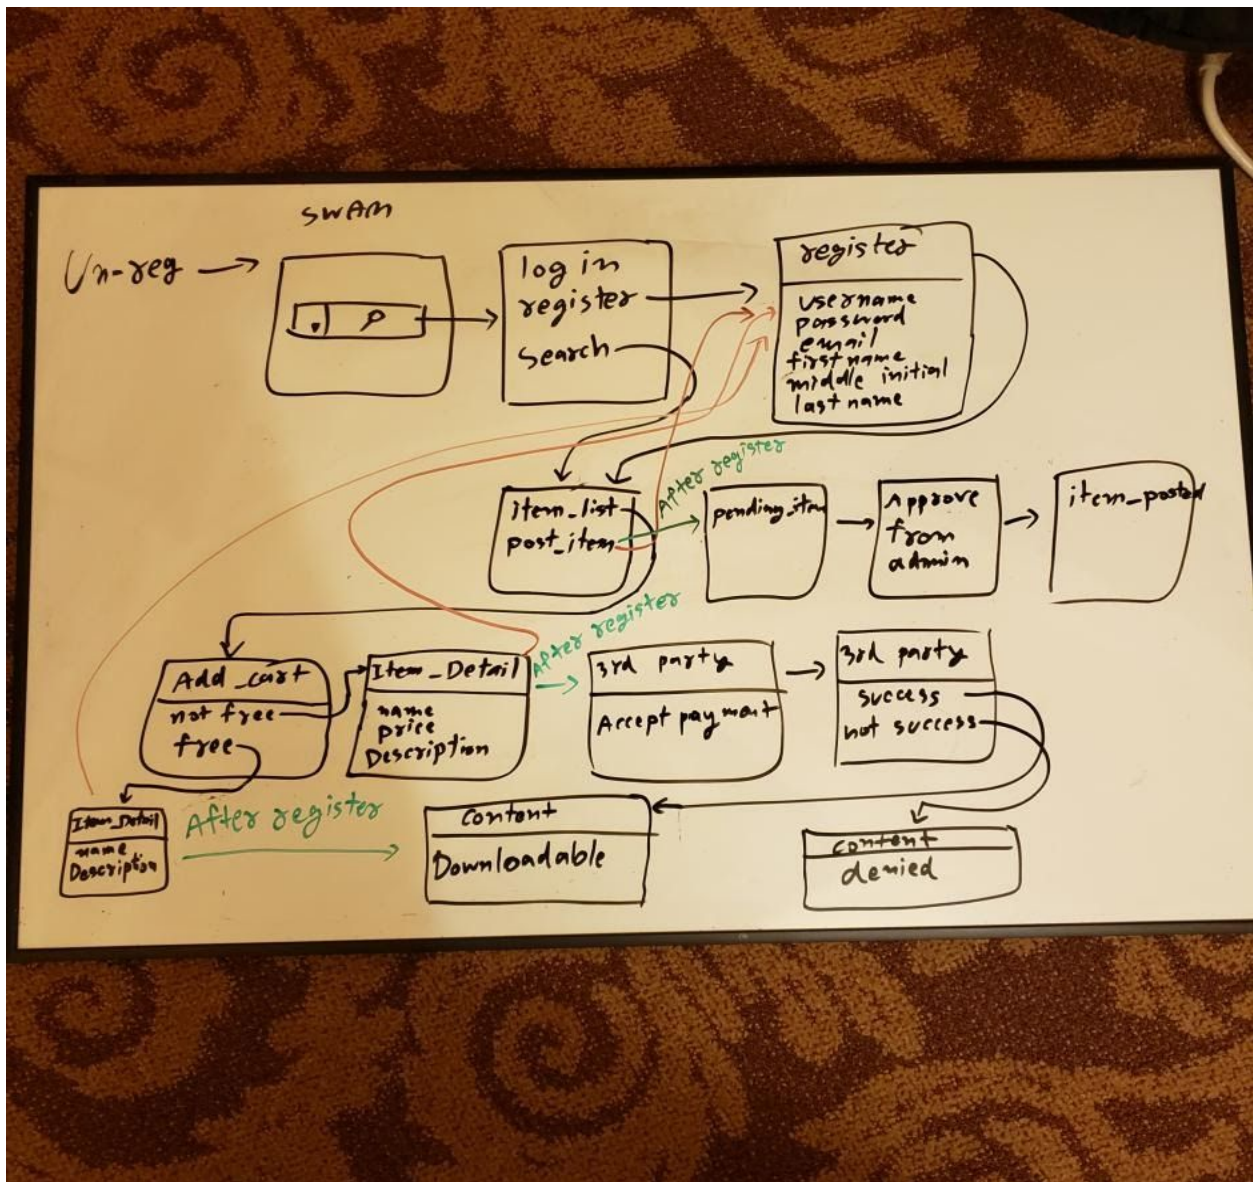 SWAM
Un-reg
log in
register
search
register
username
password
email
first name
middle initial
last name
item_list
post_item
After register
pending_item
Approve
from
admin
item_posted
Add_cart
not free
free
Item_Detail
name
price
Description
After register
3rd party
Accept payment
3rd party
success
not success
Item_Detail
name
Description
After register
content
Downloadable
content
denied